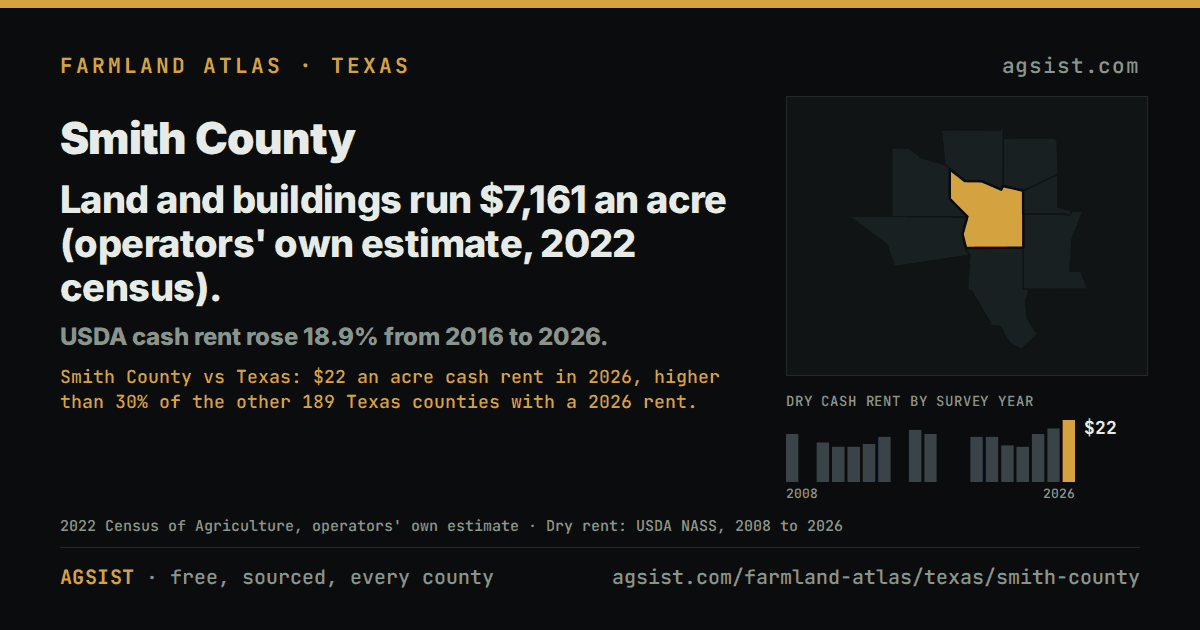 FARMLAND ATLAS · TEXAS
agsist.com
Smith County
Land and buildings run $7,161 an acre
(operators' own estimate, 2022
census).
USDA cash rent rose 18.9% from 2016 to 2026.
Smith County vs Texas: $22 an acre cash rent in 2026, higher
than 30% of the other 189 Texas counties with a 2026 rent.
DRY CASH RENT BY SURVEY YEAR
$22
2008
2026
2022 Census of Agriculture, operators' own estimate · Dry rent: USDA NASS, 2008 to 2026
AGSIST · free, sourced, every county
agsist.com/farmland-atlas/texas/smith-county